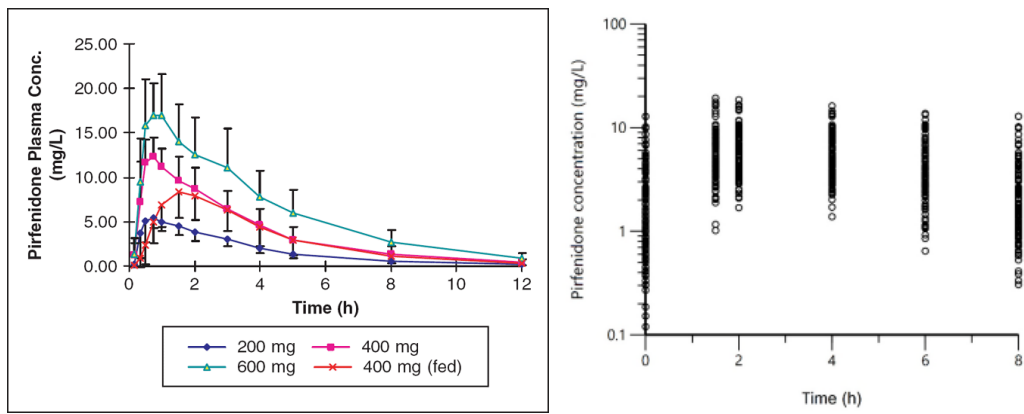 Pirfenidone Plasma Conc.
(mg/L)
25.00
20.00
15.00
10.00
5.00
0.00
0 2 4 6 8 10 12
Time (h)
200 mg 400 mg
600 mg 400 mg (fed)
Pirfenidone concentration (mg/L)
100
10
1
0.1
0 2 4 6 8
Time (h)